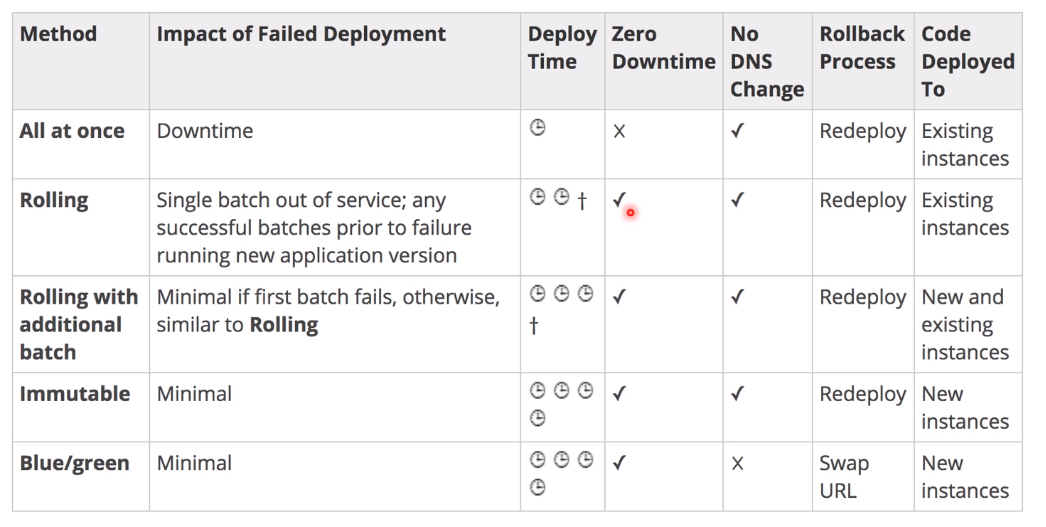 Method Impact of Failed Deployment Deploy Zero No Rollback Code
Time Downtime DNS Process Deployed
Change To
All at once Downtime X ✓ Redeploy Existing
instances
Rolling Single batch out of service; any † ✓ ✓ Redeploy Existing
successful batches prior to failure instances
running new application version
Rolling with Minimal if first batch fails, otherwise, ✓ ✓ Redeploy New and
additional similar to Rolling † existing
batch instances
Immutable Minimal ✓ ✓ Redeploy New
instances
Blue/green Minimal ✓ X Swap New
URL instances